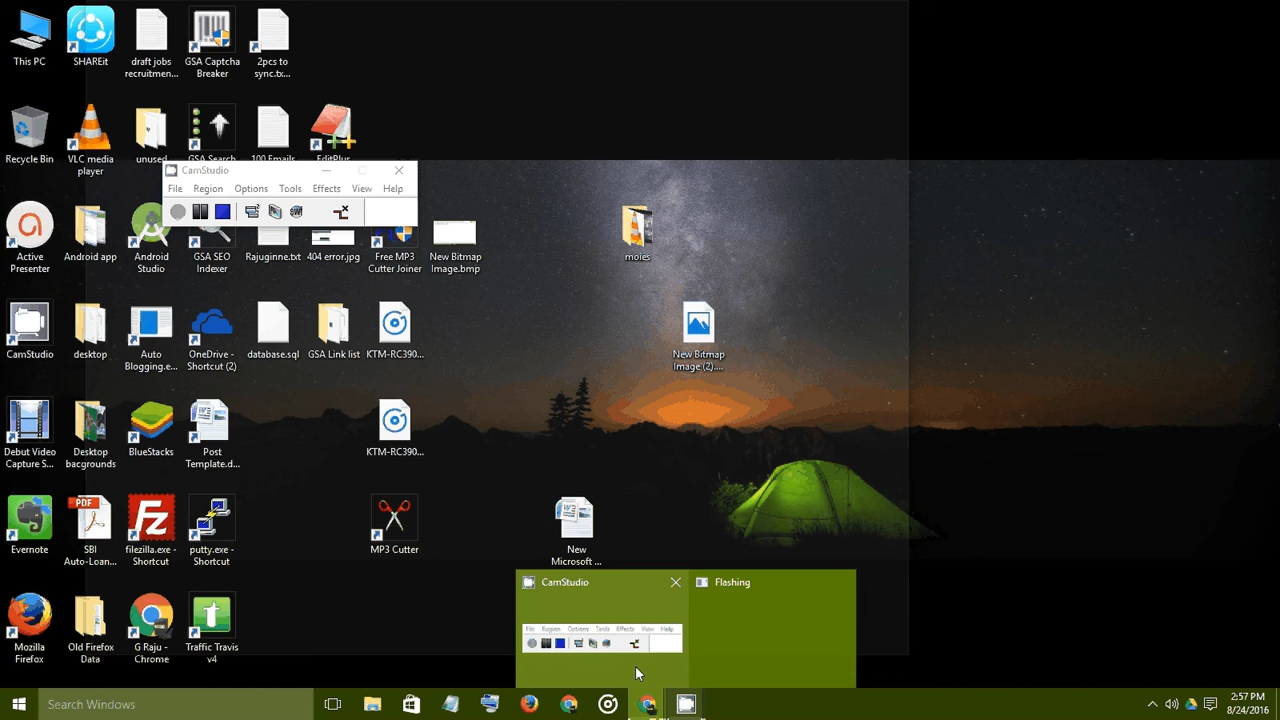 This PC
SHAREit
draft jobs
recruitmen...
GSA Captcha
Breaker
2pcs to
sync.tx...
Recycle Bin
VLC media
player
unused
GSA Search
100 Emails
EditPlus
CamStudio
File Region Options Tools Effects View Help
Active
Presenter
Android app
Android
Studio
GSA SEO
Indexer
Rajuginne.txt
404 error.jpg
Free MP3
Cutter Joiner
New Bitmap
Image.bmp
moies
CamStudio
desktop
Auto
Blogging.e...
OneDrive -
Shortcut (2)
database.sql
GSA Link list
KTM-RC390...
New Bitmap
Image (2)....
Debut Video
Capture S...
Desktop
bacgrounds
BlueStacks
Post
Template.d...
KTM-RC390...
Evernote
PDF
SBI
Auto-Loan...
Fz
filezilla.exe -
Shortcut
putty.exe -
Shortcut
MP3 Cutter
New
Microsoft ...
CamStudio
Flashing
File Region Options Tools Effects View Help
Mozilla
Firefox
Old Firefox
Data
G Raju -
Chrome
Traffic Travis
v4
Search Windows
2:57 PM
8/24/2016